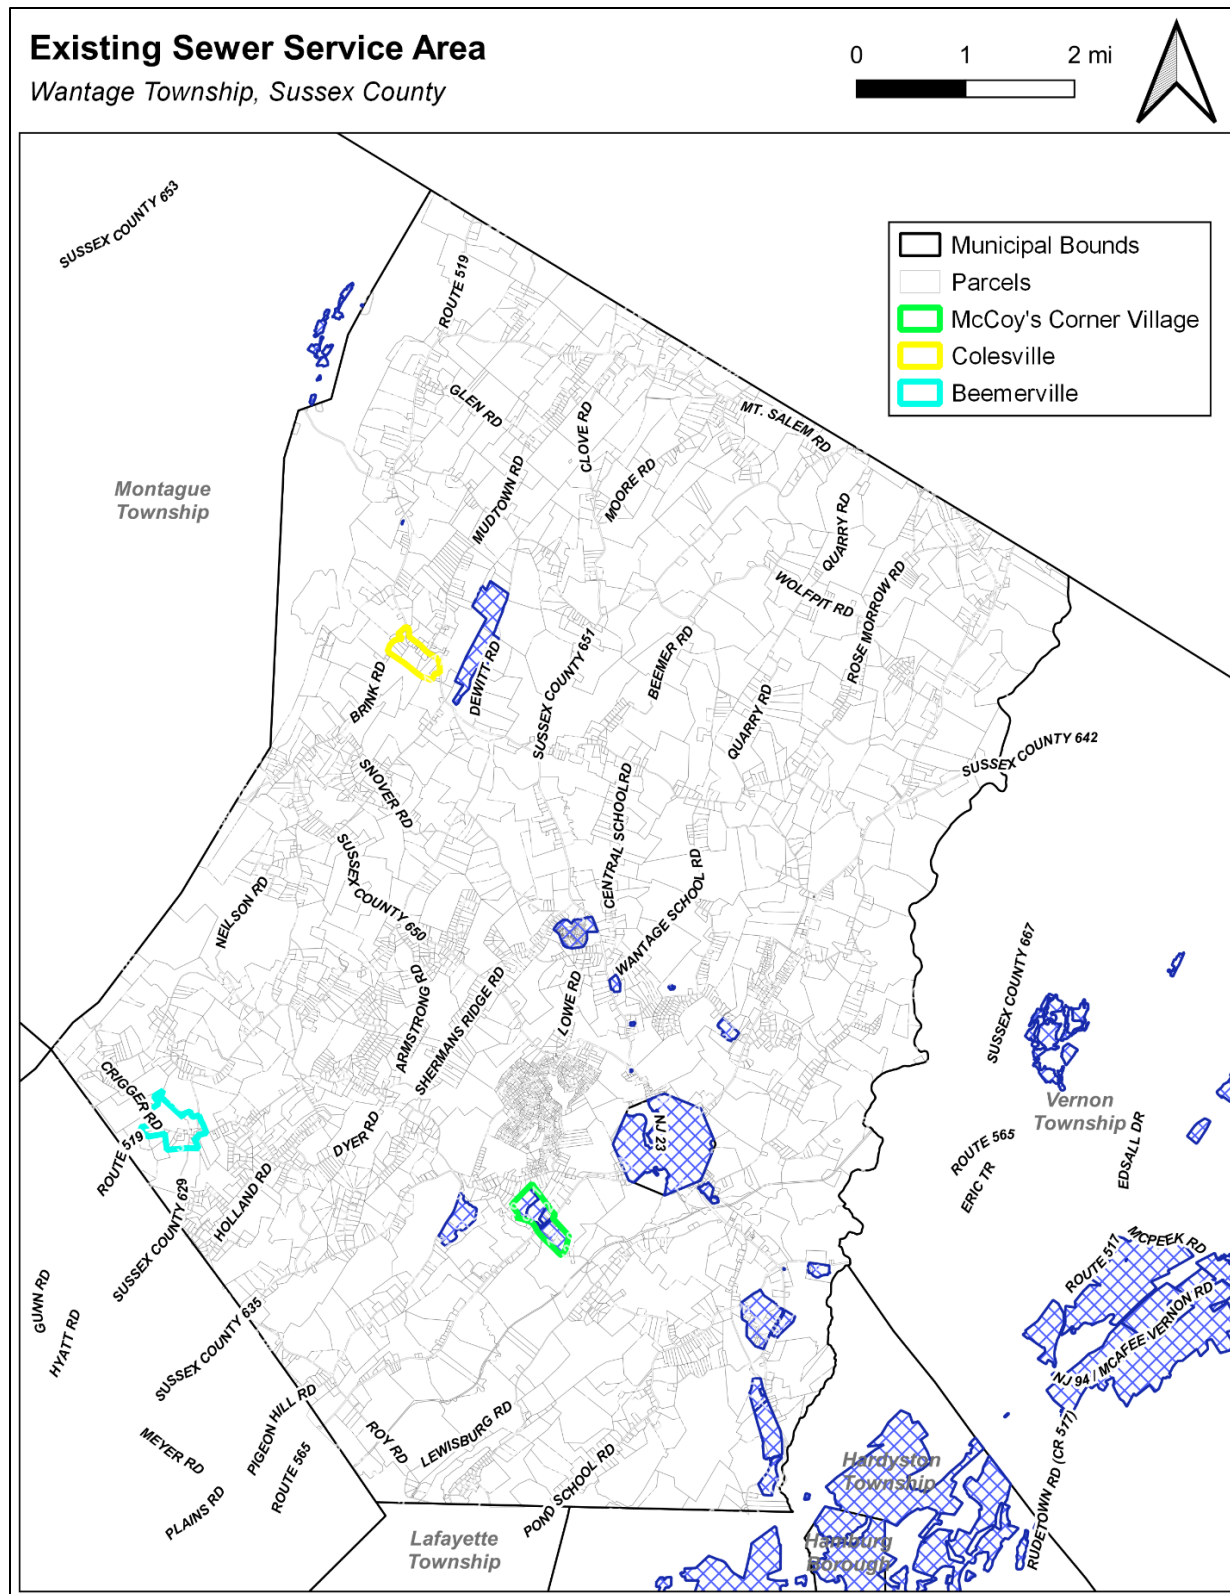 Existing Sewer Service Area
Wantage Township, Sussex County
0 1 2 mi
Municipal Bounds
Parcels
McCoy's Corner Village
Colesville
Beemerville
SUSSEX COUNTY 653
ROUTE 519
GLEN RD
CLOVE RD
MT. SALEM RD
MUDTOWN RD
MOORE RD
Montague
Township
QUARRY RD
WOLFPIT RD
ROSE MORROW RD
BRINK RD
DEWITT RD
SUSSEX COUNTY 651
BEEMER RD
QUARRY RD
SUSSEX COUNTY 642
SNOVER RD
CENTRAL SCHOOL RD
SUSSEX COUNTY 650
WANTAGE SCHOOL RD
NEILSON RD
ARMSTRONG RD
SHERMANS RIDGE RD
LOWE RD
SUSSEX COUNTY 667
CRIGGER RD
ROUTE 519
DYER RD
NJ 23
Vernon
Township
ROUTE 565
ERIC TR
EDSALL DR
HOLLAND RD
SUSSEX COUNTY 629
GUNN RD
HYATT RD
SUSSEX COUNTY 635
MCPEEK RD
ROUTE 517
NJ 94 / MCAFEE VERNON RD
MEYER RD
PIGEON HILL RD
ROUTE 565
PLAINS RD
ROY RD
LEWISBURG RD
POND SCHOOL RD
Hardyston
Township
RUDETOWN RD (CR 517)
Lafayette
Township
Hamburg
Borough